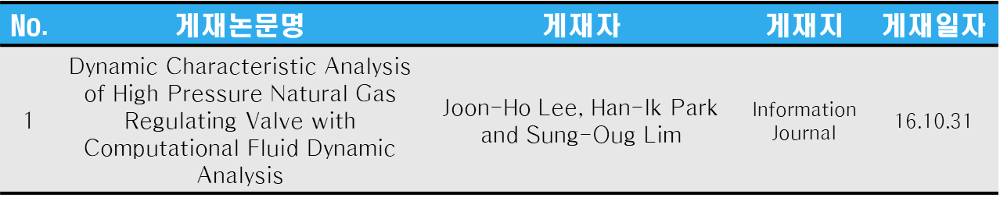 No. 게재논문명 게재자 게재지 게재일자
Dynamic Characteristic Analysis
of High Pressure Natural Gas
Regulating Valve with
Computational Fluid Dynamic
Analysis
1
Joon-Ho Lee, Han-Ik Park
and Sung-Oug Lim
Information
Journal
16.10.31